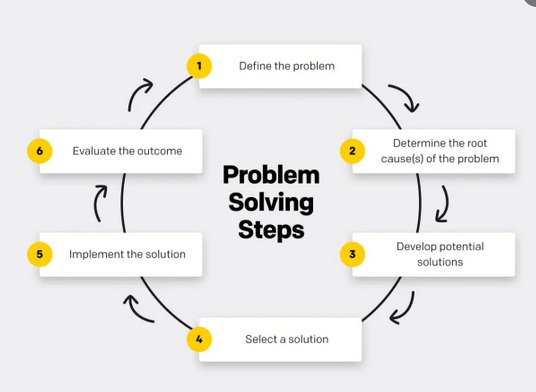 1
Define the problem
2
Determine the root
cause(s) of the problem
3
Develop potential
solutions
4
Select a solution
5
Implement the solution
6
Evaluate the outcome
Problem
Solving
Steps